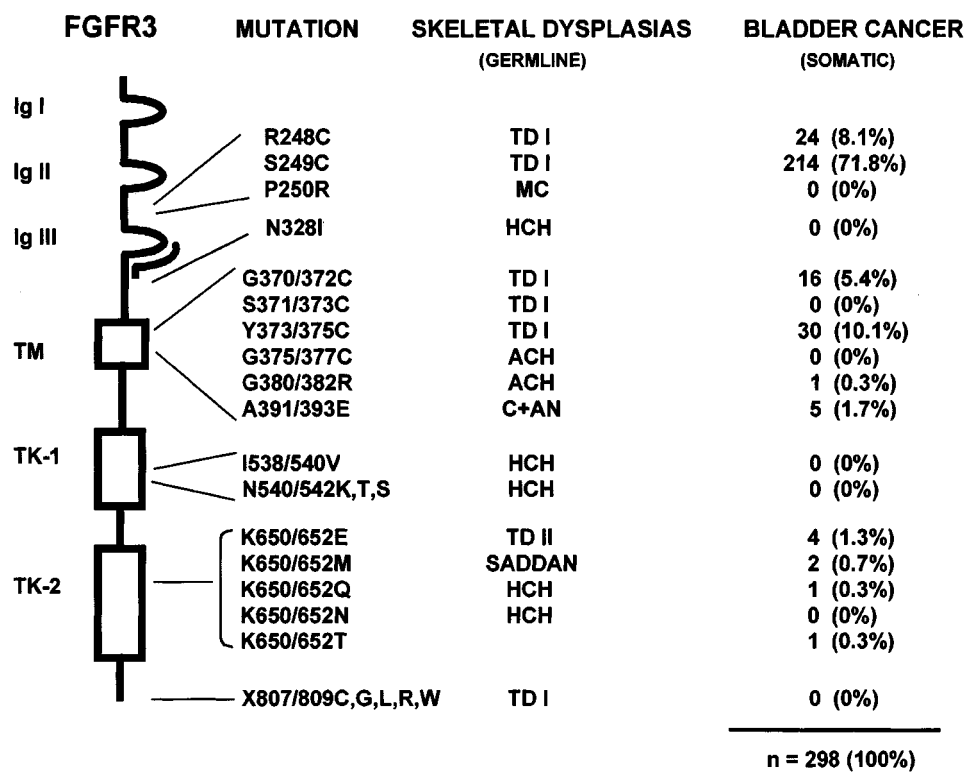 FGFR3 MUTATION SKELETAL DYSPLASIAS BLADDER CANCER
(GERMLINE) (SOMATIC)
Ig I
R248C TD I 24 (8.1%)
S249C TD I 214 (71.8%)
Ig II
P250R MC 0 (0%)
N328I HCH 0 (0%)
Ig III
G370/372C TD I 16 (5.4%)
S371/373C TD I 0 (0%)
Y373/375C TD I 30 (10.1%)
TM
G375/377C ACH 0 (0%)
G380/382R ACH 1 (0.3%)
A391/393E C+AN 5 (1.7%)
TK-1
I538/540V HCH 0 (0%)
N540/542K,T,S HCH 0 (0%)
K650/652E TD II 4 (1.3%)
K650/652M SADDAN 2 (0.7%)
TK-2
K650/652Q HCH 1 (0.3%)
K650/652N HCH 0 (0%)
K650/652T 1 (0.3%)
X807/809C,G,L,R,W TD I 0 (0%)
n = 298 (100%)